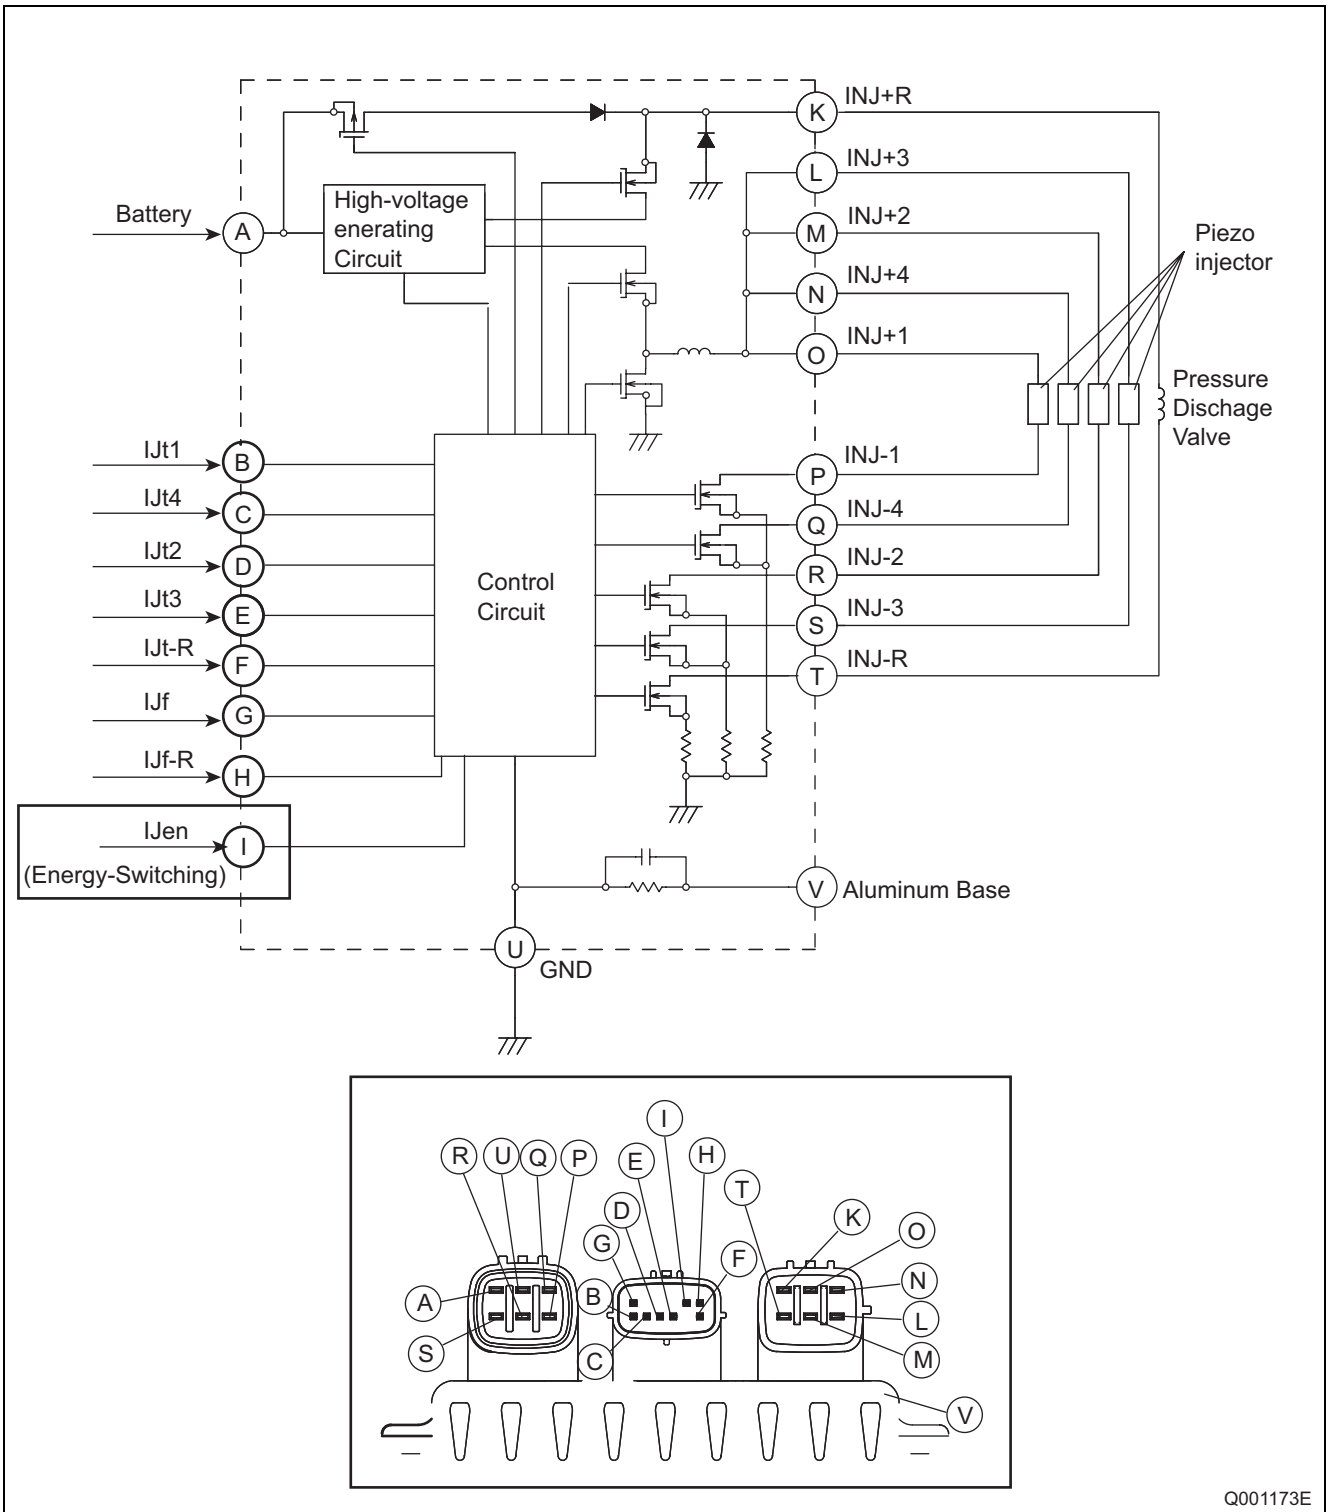 INJ+R
K
INJ+3
L
High-voltage
enerating
Circuit
Battery
A
INJ+2
M
Piezo
injector
INJ+4
N
INJ+1
O
Pressure
Dischage
Valve
IJt1
B
INJ-1
P
IJt4
C
INJ-4
Q
IJt2
D
Control
Circuit
INJ-2
R
IJt3
E
INJ-3
S
IJt-R
F
INJ-R
T
IJf
G
IJf-R
H
IJen
I
(Energy-Switching)
V
Aluminum Base
U
GND
I
R
U
Q
P
E
H
T
D
K
O
G
F
N
B
A
L
S
C
M
V
Q001173E